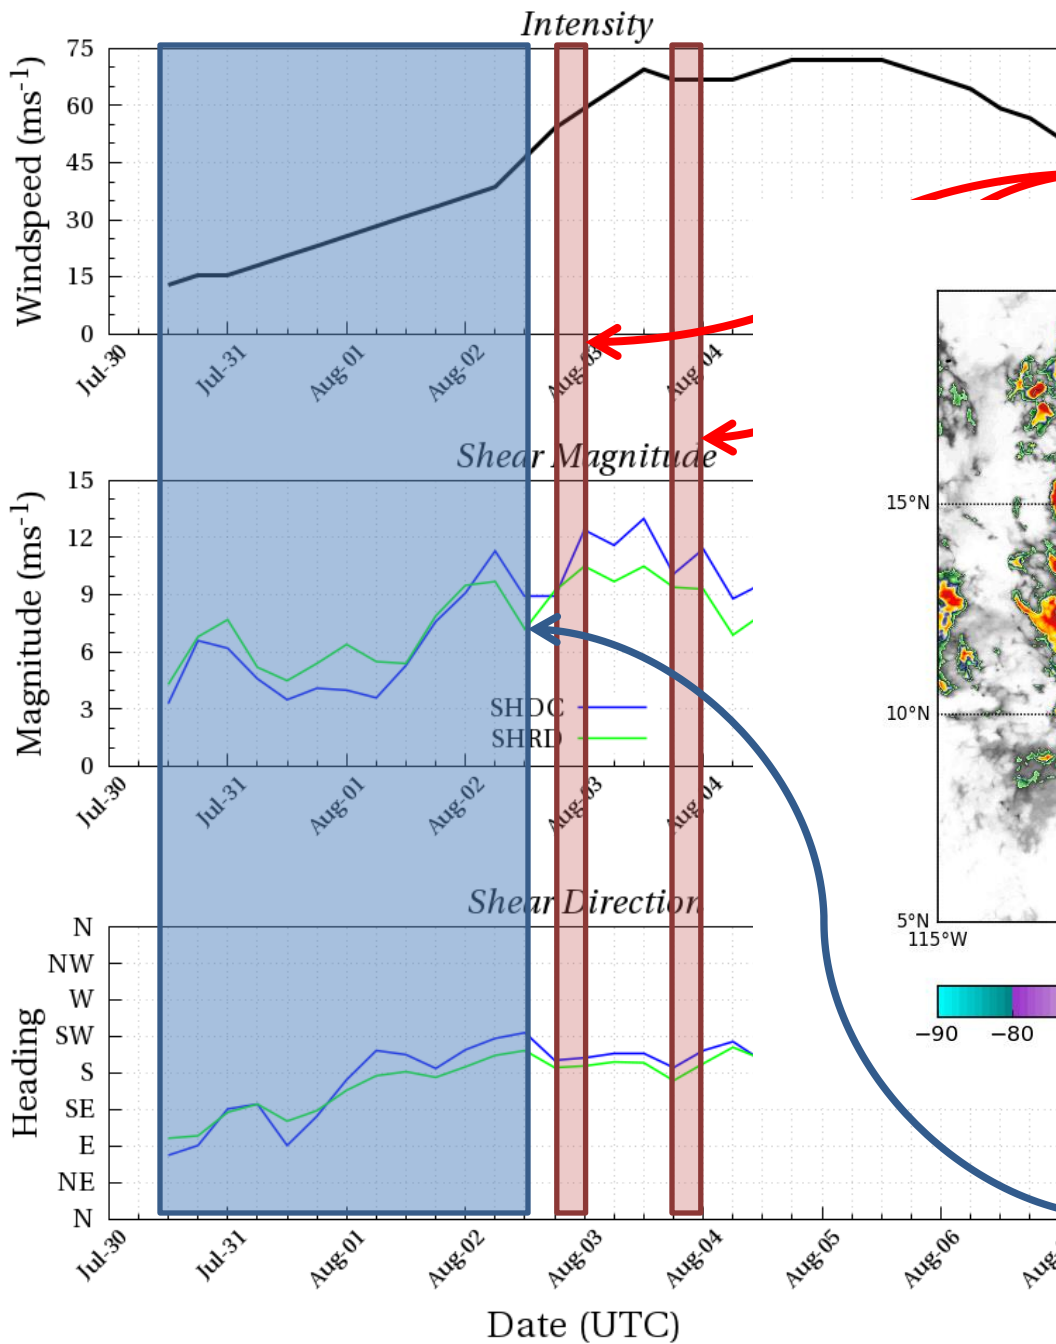 Intensity
Windspeed (ms⁻¹)
75
60
45
30
15
0
Jul-30
Jul-31
Aug-01
Aug-02
Aug-03
Aug-04
Shear Magnitude
Magnitude (ms⁻¹)
15
12
9
6
3
0
SHDC
SHRD
Jul-30
Jul-31
Aug-01
Aug-02
Aug-03
Aug-04
Shear Direction
Heading
N
NW
W
SW
S
SE
E
NE
N
Jul-30
Jul-31
Aug-01
Aug-02
Aug-03
Aug-04
Aug-05
Aug-06
Aug-
Date (UTC)
15°N
10°N
5°N
115°W
−90
−80